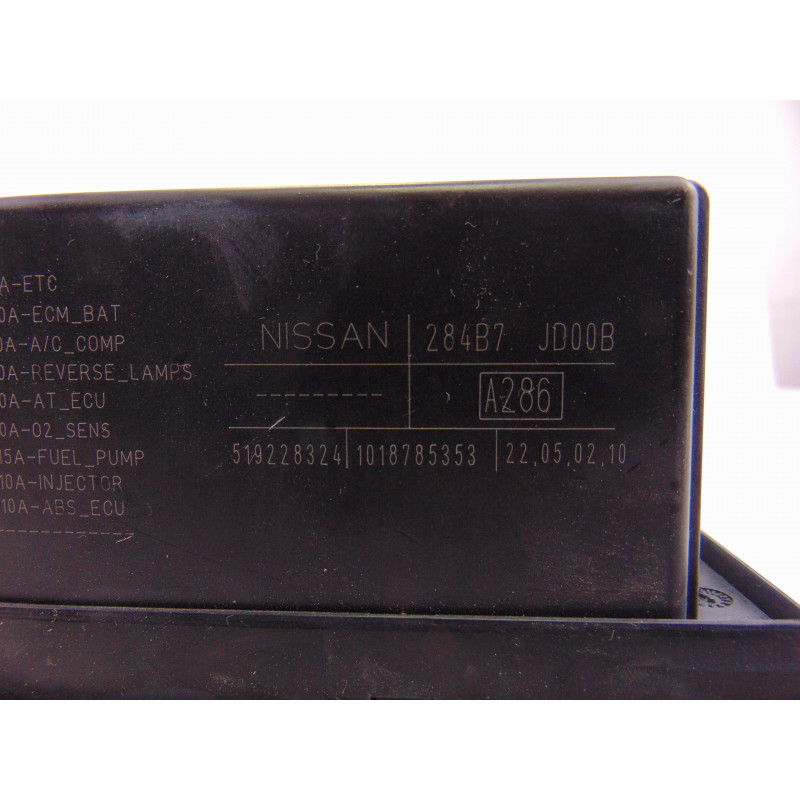 A-ETC
0A-ECM_BAT
0A-A/C_COMP
0A-REVERSE_LAMPS
0A-AT_ECU
0A-O2_SENS
15A-FUEL_PUMP
10A-INJECTOR
10A-ABS_ECU
NISSAN 284B7 JD00B
--------- A286
519228324 1018785353 22,05,02,10